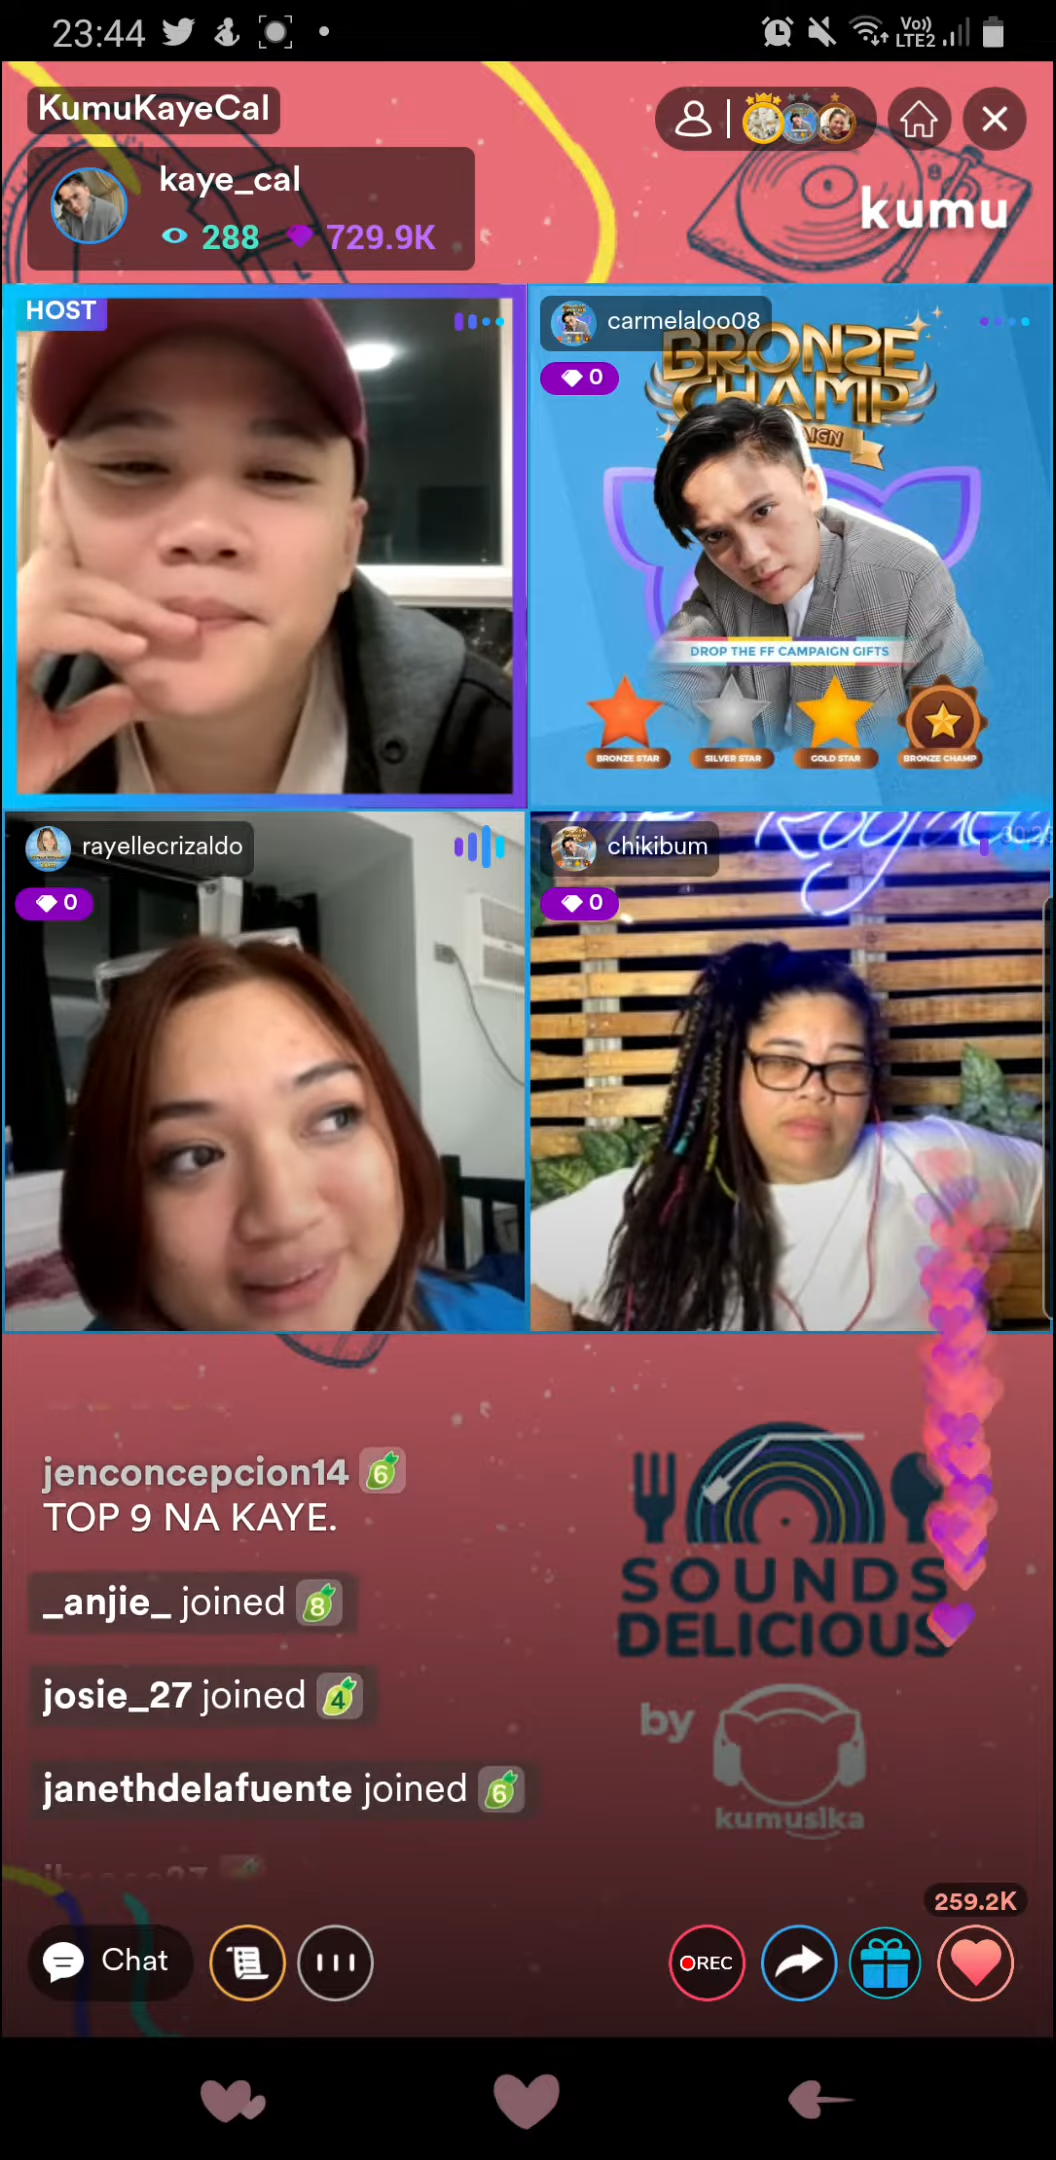 23:44
Vo))
LTE2
KumuKayeCal
kaye_cal
288
729.9K
kumu
HOST
carmelaloo08
0
BRONZE
CHAMP
DROP THE FF CAMPAIGN GIFTS
BRONZE STAR
SILVER STAR
GOLD STAR
BRONZE CHAMP
rayellecrizaldo
0
chikibum
0
jenconcepcion14 6
TOP 9 NA KAYE.
_anjie_ joined 8
josie_27 joined 4
janethdelafuente joined 6
SOUNDS
DELICIOUS
by
kumusika
259.2K
Chat
REC